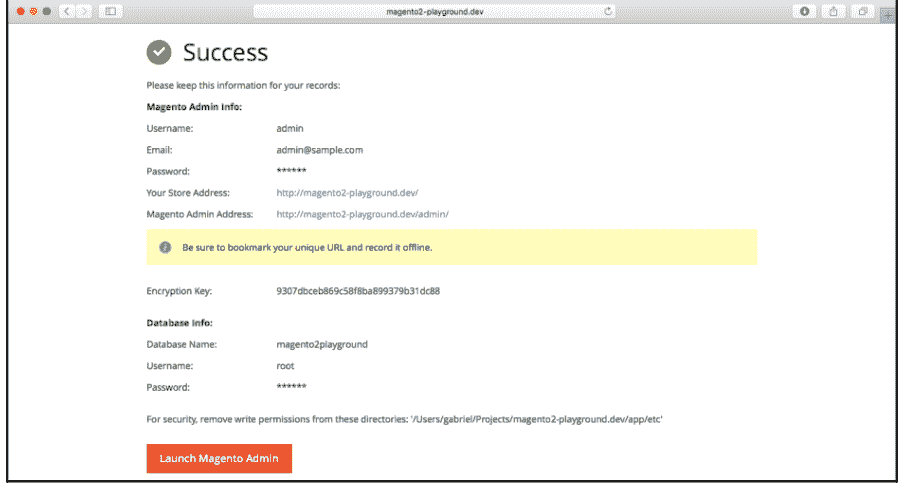 magento2-playground.dev
Success
Please keep this information for your records:
Magento Admin Info:
Username: admin
Email: admin@sample.com
Password: ******
Your Store Address: http://magento2-playground.dev/
Magento Admin Address: http://magento2-playground.dev/admin/
Be sure to bookmark your unique URL and record it offline.
Encryption Key: 9307dbceb869c58f8ba899379b31dc88
Database Info:
Database Name: magento2playground
Username: root
Password: ******
For security, remove write permissions from these directories: '/Users/gabriel/Projects/magento2-playground.dev/app/etc'
Launch Magento Admin